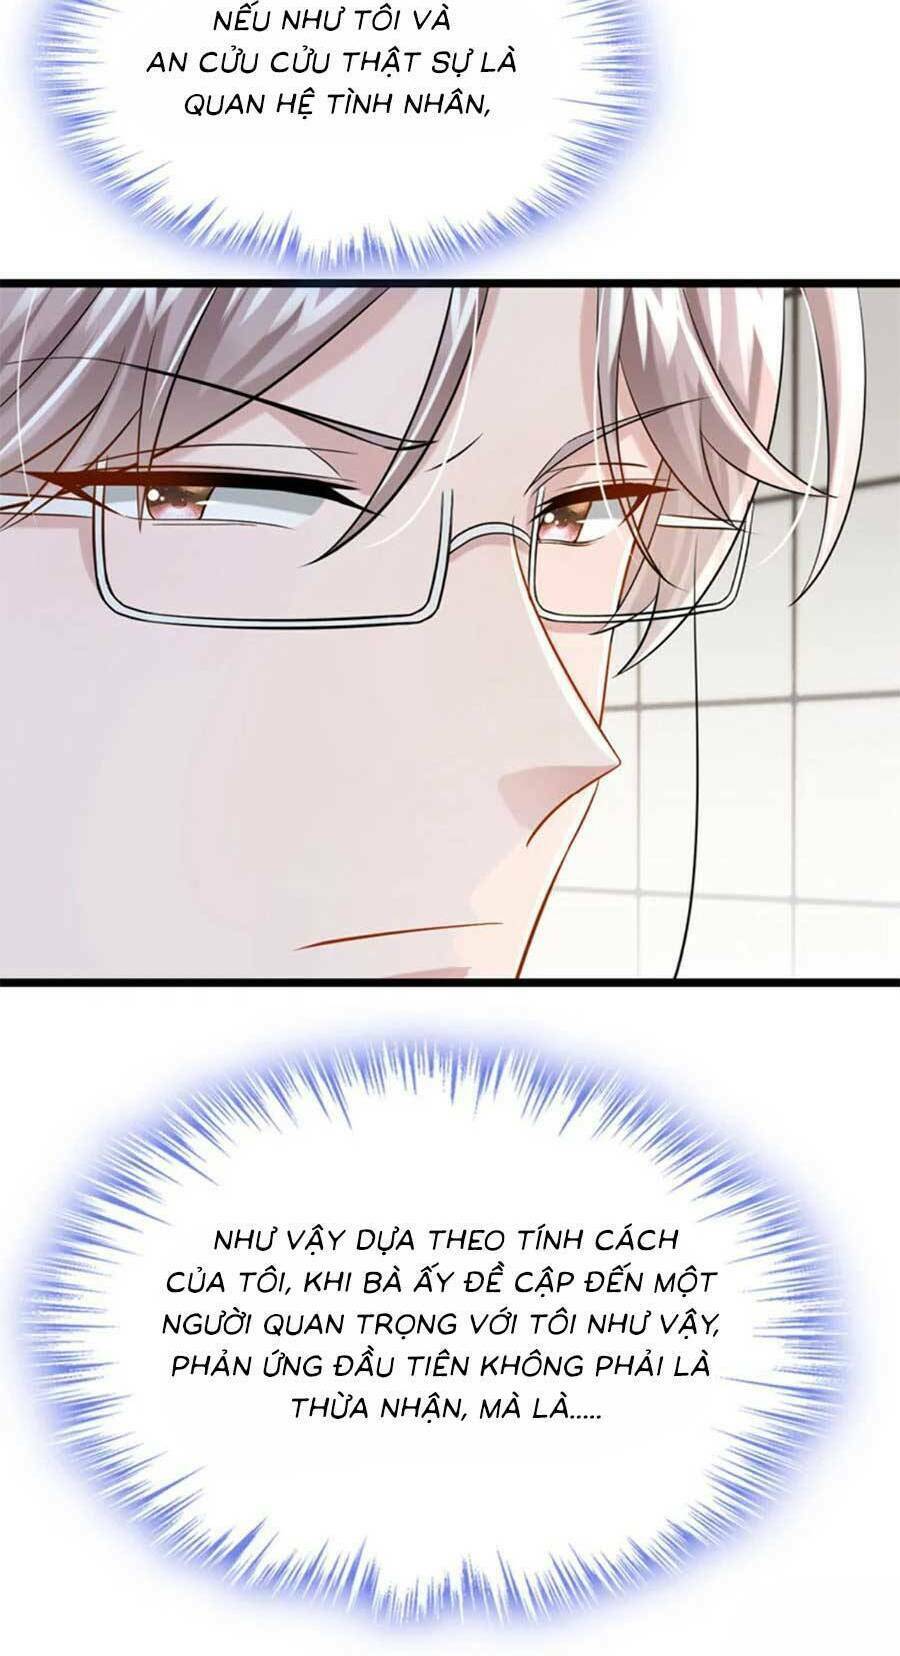 NẾU NHƯ TÔI VÀ
AN CỬU CỬU THẬT SỰ LÀ
QUAN HỆ TÌNH NHÂN,
NHƯ VẬY DỰA THEO TÍNH CÁCH
CỦA TÔI, KHI BÀ ẤY ĐỀ CẬP ĐẾN MỘT
NGƯỜI QUAN TRỌNG VỚI TÔI NHƯ VẬY,
PHẢN ỨNG ĐẦU TIÊN KHÔNG PHẢI LÀ
THỪA NHẬN, MÀ LÀ.....